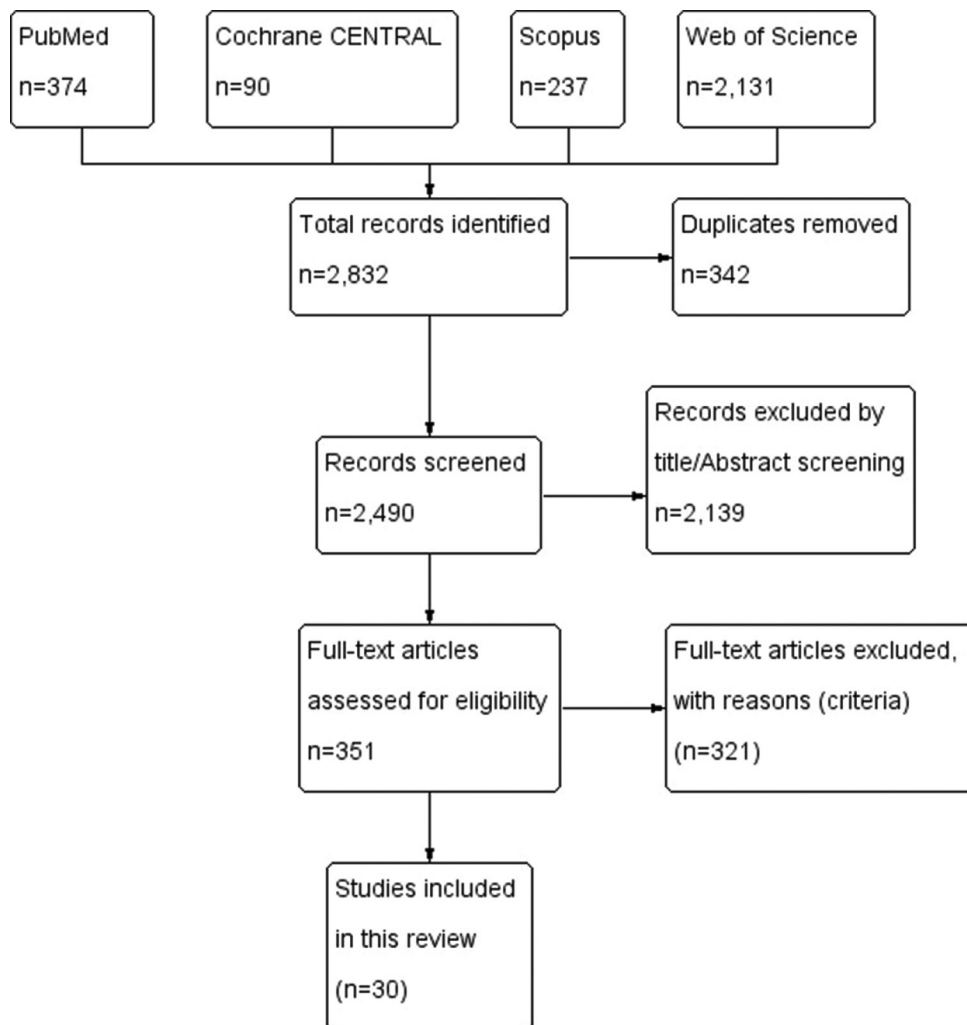 PubMed
n=374
Cochrane CENTRAL
n=90
Scopus
n=237
Web of Science
n=2,131
Total records identified
n=2,832
Duplicates removed
n=342
Records screened
n=2,490
Records excluded by
title/Abstract screening
n=2,139
Full-text articles
assessed for eligibility
n=351
Full-text articles excluded,
with reasons (criteria)
(n=321)
Studies included
in this review
(n=30)